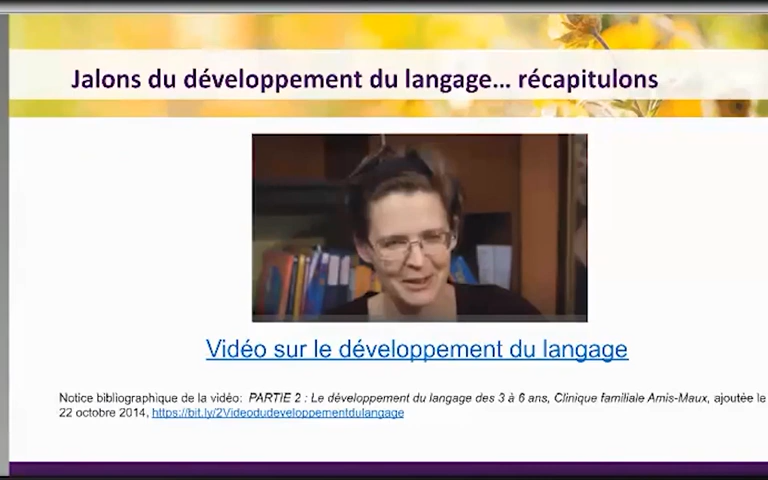 Jalons du développement du langage... récapitulons
Vidéo sur le développement du langage
Notice bibliographique de la vidéo: PARTIE 2 : Le développement du langage des 3 à 6 ans, Clinique familiale Amis-Maux, ajoutée le
22 octobre 2014, https://bit.ly/2Videodudeveloppementdulangage